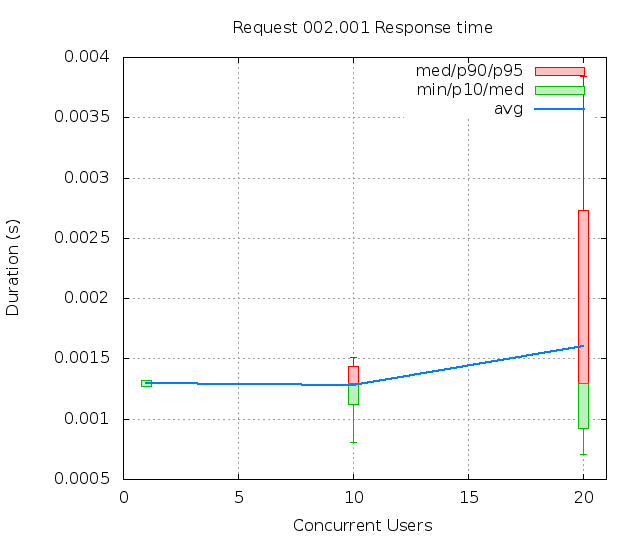 Request 002.001 Response time
med/p90/p95
min/p10/med
avg
0.004
0.0035
0.003
0.0025
0.002
0.0015
0.001
0.0005
Duration (s)
0 5 10 15 20
Concurrent Users